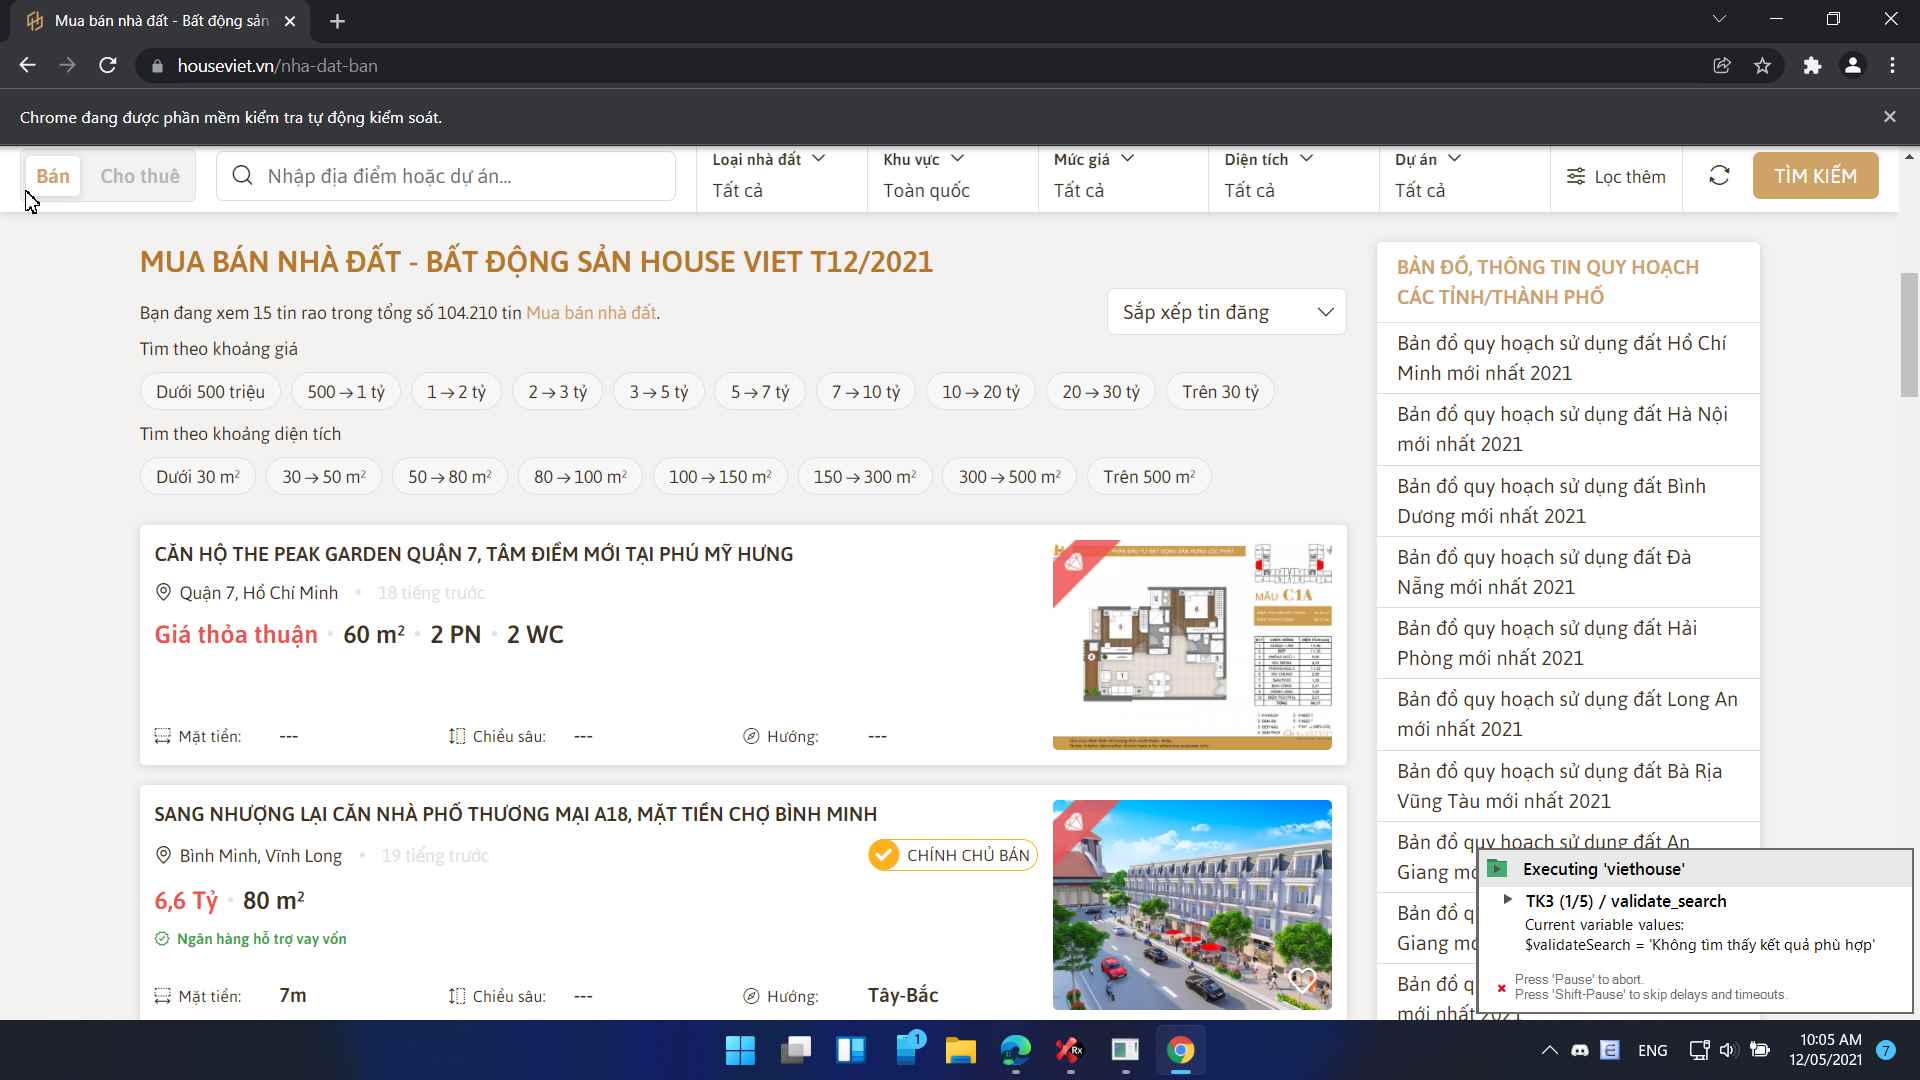 Mua bán nhà đất - Bất động sản
houseviet.vn/nha-dat-ban
Chrome đang được phần mềm kiểm tra tự động kiểm soát.
Bán
Cho thuê
Nhập địa điểm hoặc dự án...
Loại nhà đất
Tất cả
Khu vực
Toàn quốc
Mức giá
Tất cả
Diện tích
Tất cả
Dự án
Tất cả
Lọc thêm
TÌM KIẾM
MUA BÁN NHÀ ĐẤT - BẤT ĐỘNG SẢN HOUSE VIET T12/2021
Bạn đang xem 15 tin rao trong tổng số 104.210 tin Mua bán nhà đất.
Sắp xếp tin đăng
Tìm theo khoảng giá
Dưới 500 triệu
500→1 tỷ
1→2 tỷ
2→3 tỷ
3→5 tỷ
5→7 tỷ
7→10 tỷ
10→20 tỷ
20→30 tỷ
Trên 30 tỷ
Tìm theo khoảng diện tích
Dưới 30 m²
30→50 m²
50→80 m²
80→100 m²
100→150 m²
150→300 m²
300→500 m²
Trên 500 m²
CĂN HỘ THE PEAK GARDEN QUẬN 7, TÂM ĐIỂM MỚI TẠI PHÚ MỸ HƯNG
Quận 7, Hồ Chí Minh • 18 tiếng trước
Giá thỏa thuận • 60 m² • 2 PN • 2 WC
Mặt tiền: ---
Chiều sâu: ---
Hướng: ---
MẪU C1A
SANG NHƯỢNG LẠI CĂN NHÀ PHỐ THƯƠNG MẠI A18, MẶT TIỀN CHỢ BÌNH MINH
Bình Minh, Vĩnh Long • 19 tiếng trước
CHÍNH CHỦ BÁN
6,6 Tỷ • 80 m²
Ngân hàng hỗ trợ vay vốn
Mặt tiền: 7m
Chiều sâu: ---
Hướng: Tây-Bắc
BẢN ĐỒ, THÔNG TIN QUY HOẠCH
CÁC TỈNH/THÀNH PHỐ
Bản đồ quy hoạch sử dụng đất Hồ Chí
Minh mới nhất 2021
Bản đồ quy hoạch sử dụng đất Hà Nội
mới nhất 2021
Bản đồ quy hoạch sử dụng đất Bình
Dương mới nhất 2021
Bản đồ quy hoạch sử dụng đất Đà
Nẵng mới nhất 2021
Bản đồ quy hoạch sử dụng đất Hải
Phòng mới nhất 2021
Bản đồ quy hoạch sử dụng đất Long An
mới nhất 2021
Bản đồ quy hoạch sử dụng đất Bà Rịa
Vũng Tàu mới nhất 2021
Bản đồ quy hoạch sử dụng đất An
Giang
Bản đồ
Giang
Bản đồ
mới nhất 2021
Executing 'viethouse'
TK3 (1/5) / validate_search
Current variable values:
$validateSearch = 'Không tìm thấy kết quả phù hợp'
Press 'Pause' to abort.
Press 'Shift-Pause' to skip delays and timeouts.
1
Rx
ENG
10:05 AM
12/05/2021
7